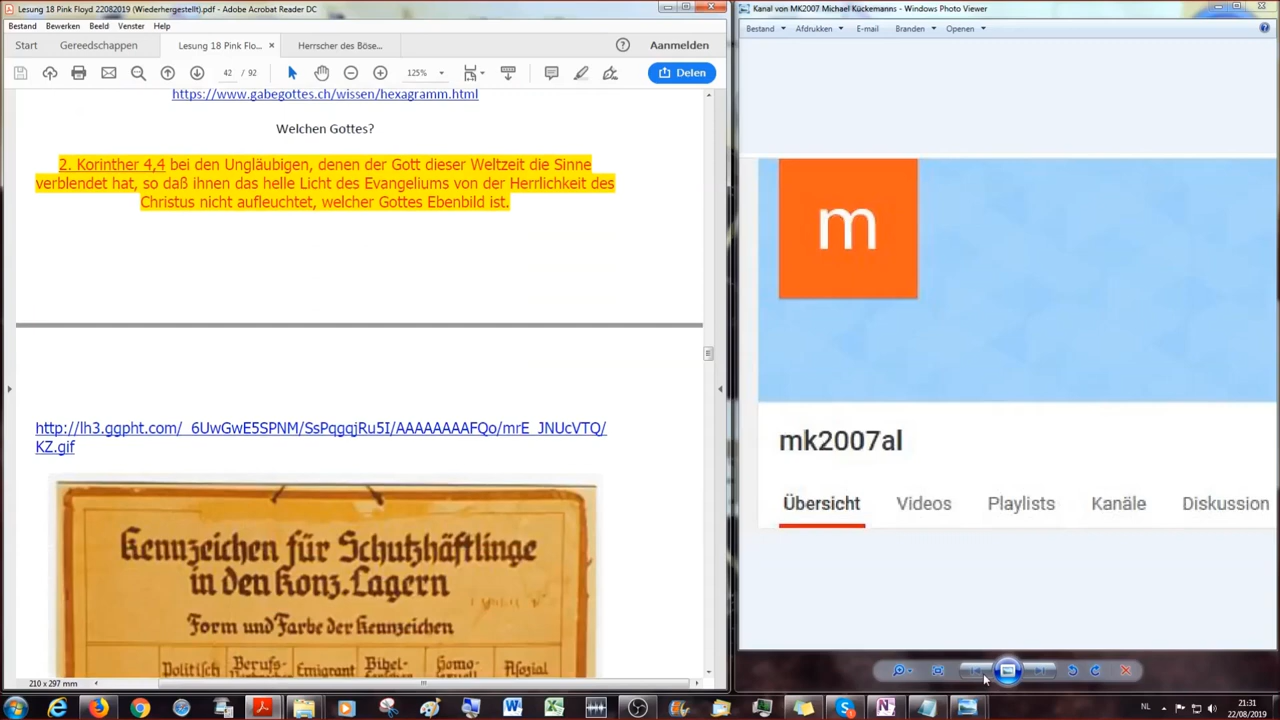 Lesung 18 Pink Floyd 22082019 (Wiederhergestellt).pdf - Adobe Acrobat Reader DC
Bestand Bewerken Beeld Venster Help
Start Gereedschappen Lesung 18 Pink Flo... × Herrscher des Böse... Aanmelden
42 / 92 125% Delen
https://www.gabegottes.ch/wissen/hexagramm.html
Welchen Gottes?
2. Korinther 4,4 bei den Ungläubigen, denen der Gott dieser Weltzeit die Sinne
verblendet hat, so daß ihnen das helle Licht des Evangeliums von der Herrlichkeit des
Christus nicht aufleuchtet, welcher Gottes Ebenbild ist.
http://lh3.ggpht.com/_6UwGwE5SPNM/SsPqgqjRu5I/AAAAAAAAFQo/mrE_JNUcVTQ/
KZ.gif
Kennzeichen für Schutzhäftlinge
in den Konz.Lagern
Form und Farbe der Kennzeichen
Politisch Berufs- Emigrant Bibel- Homo- Asozial
210 x 297 mm
Kanal von MK2007 Michael Kückemanns - Windows Photo Viewer
Bestand Afdrukken E-mail Branden Openen
m
mk2007al
Übersicht Videos Playlists Kanäle Diskussion
NL 21:31
22/08/2019